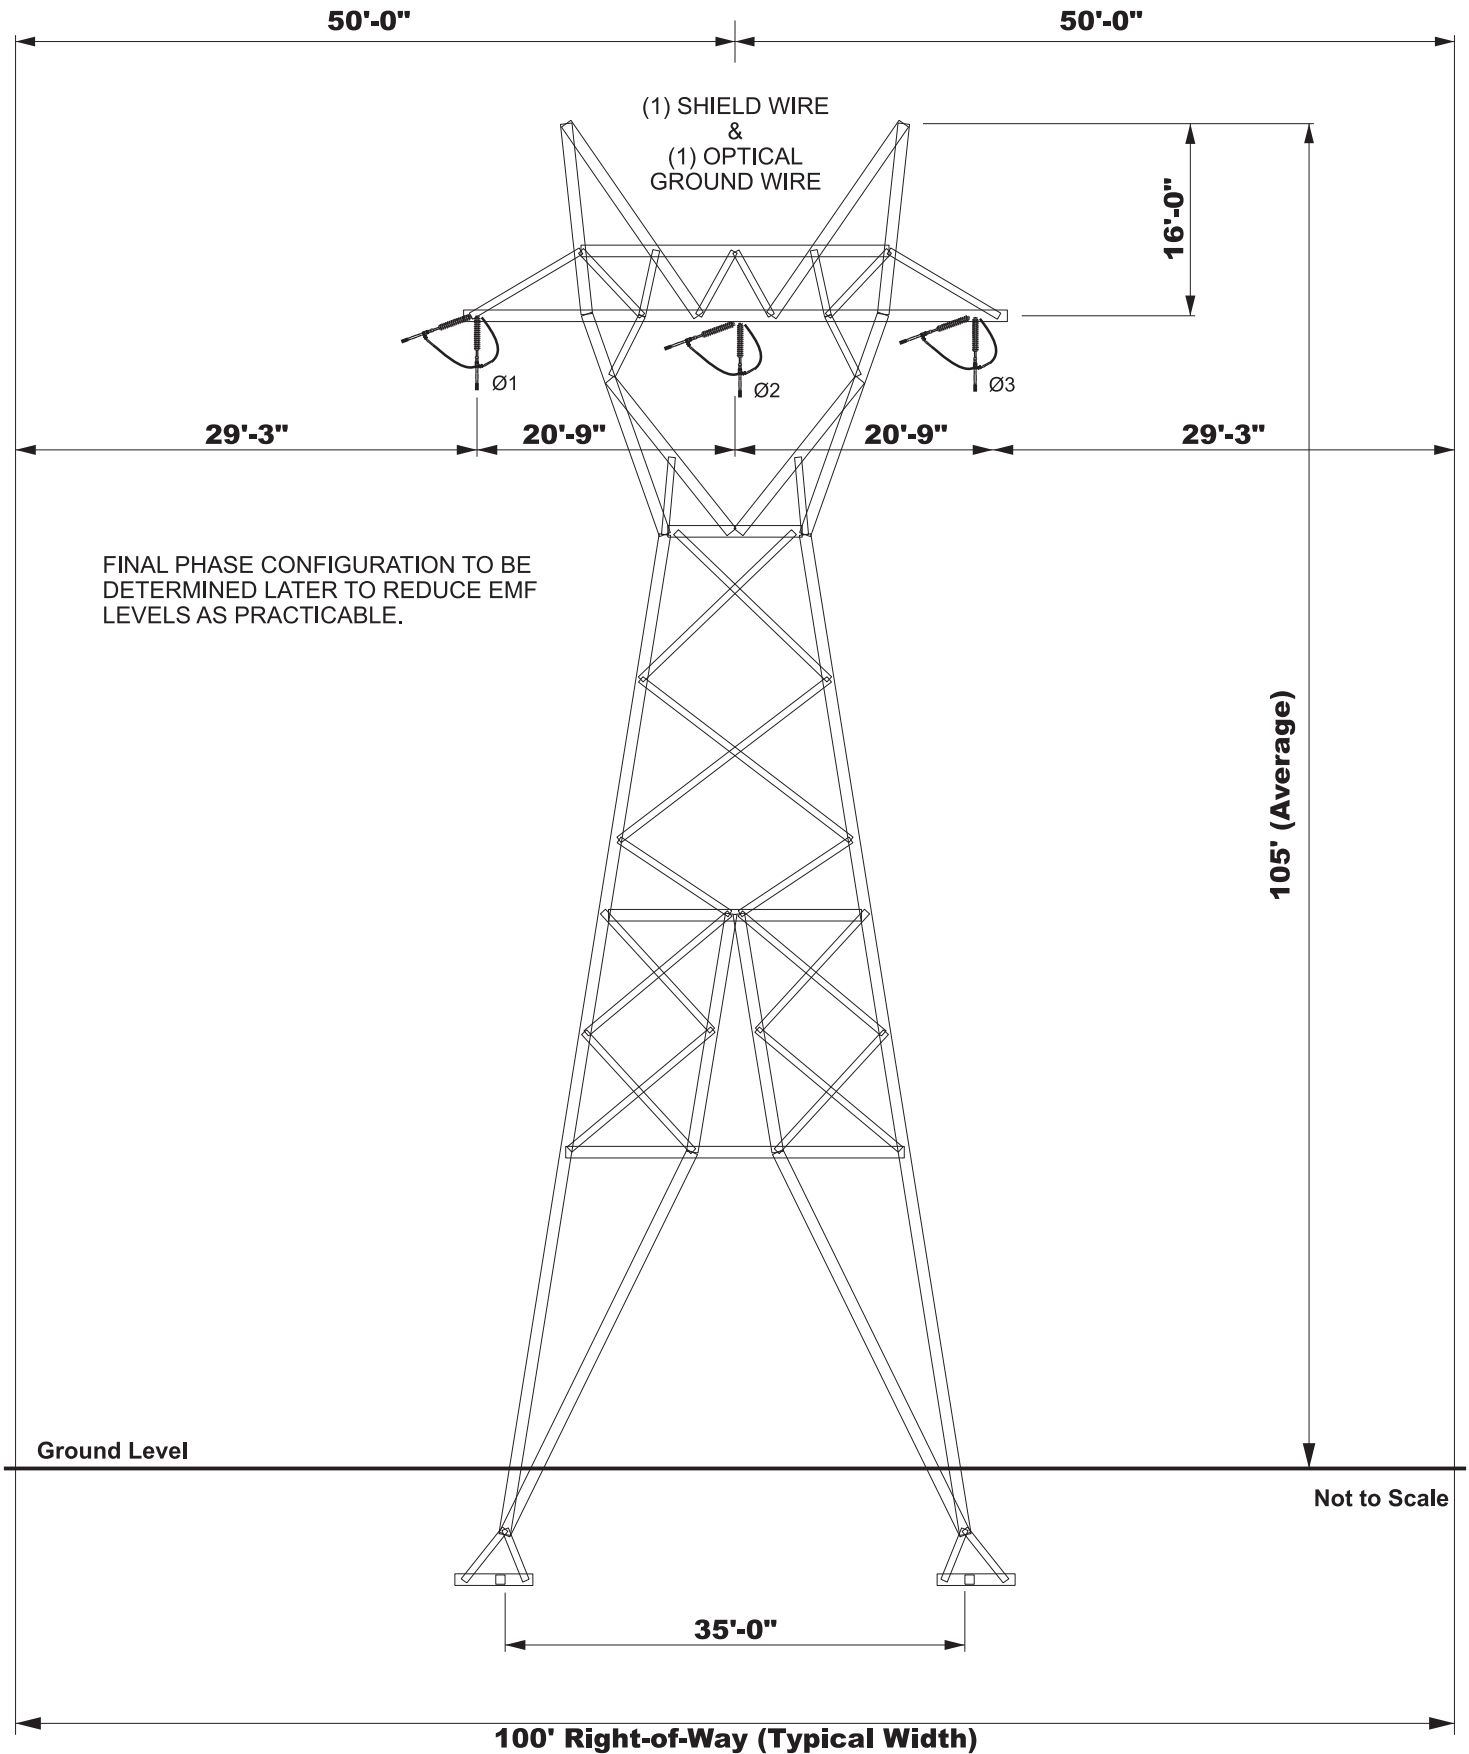 50'-0"
50'-0"
(1) SHIELD WIRE
&
(1) OPTICAL
GROUND WIRE
16'-0"
Ø1
Ø2
Ø3
29'-3"
20'-9"
20'-9"
29'-3"
FINAL PHASE CONFIGURATION TO BE
DETERMINED LATER TO REDUCE EMF
LEVELS AS PRACTICABLE.
105' (Average)
Ground Level
Not to Scale
35'-0"
100' Right-of-Way (Typical Width)